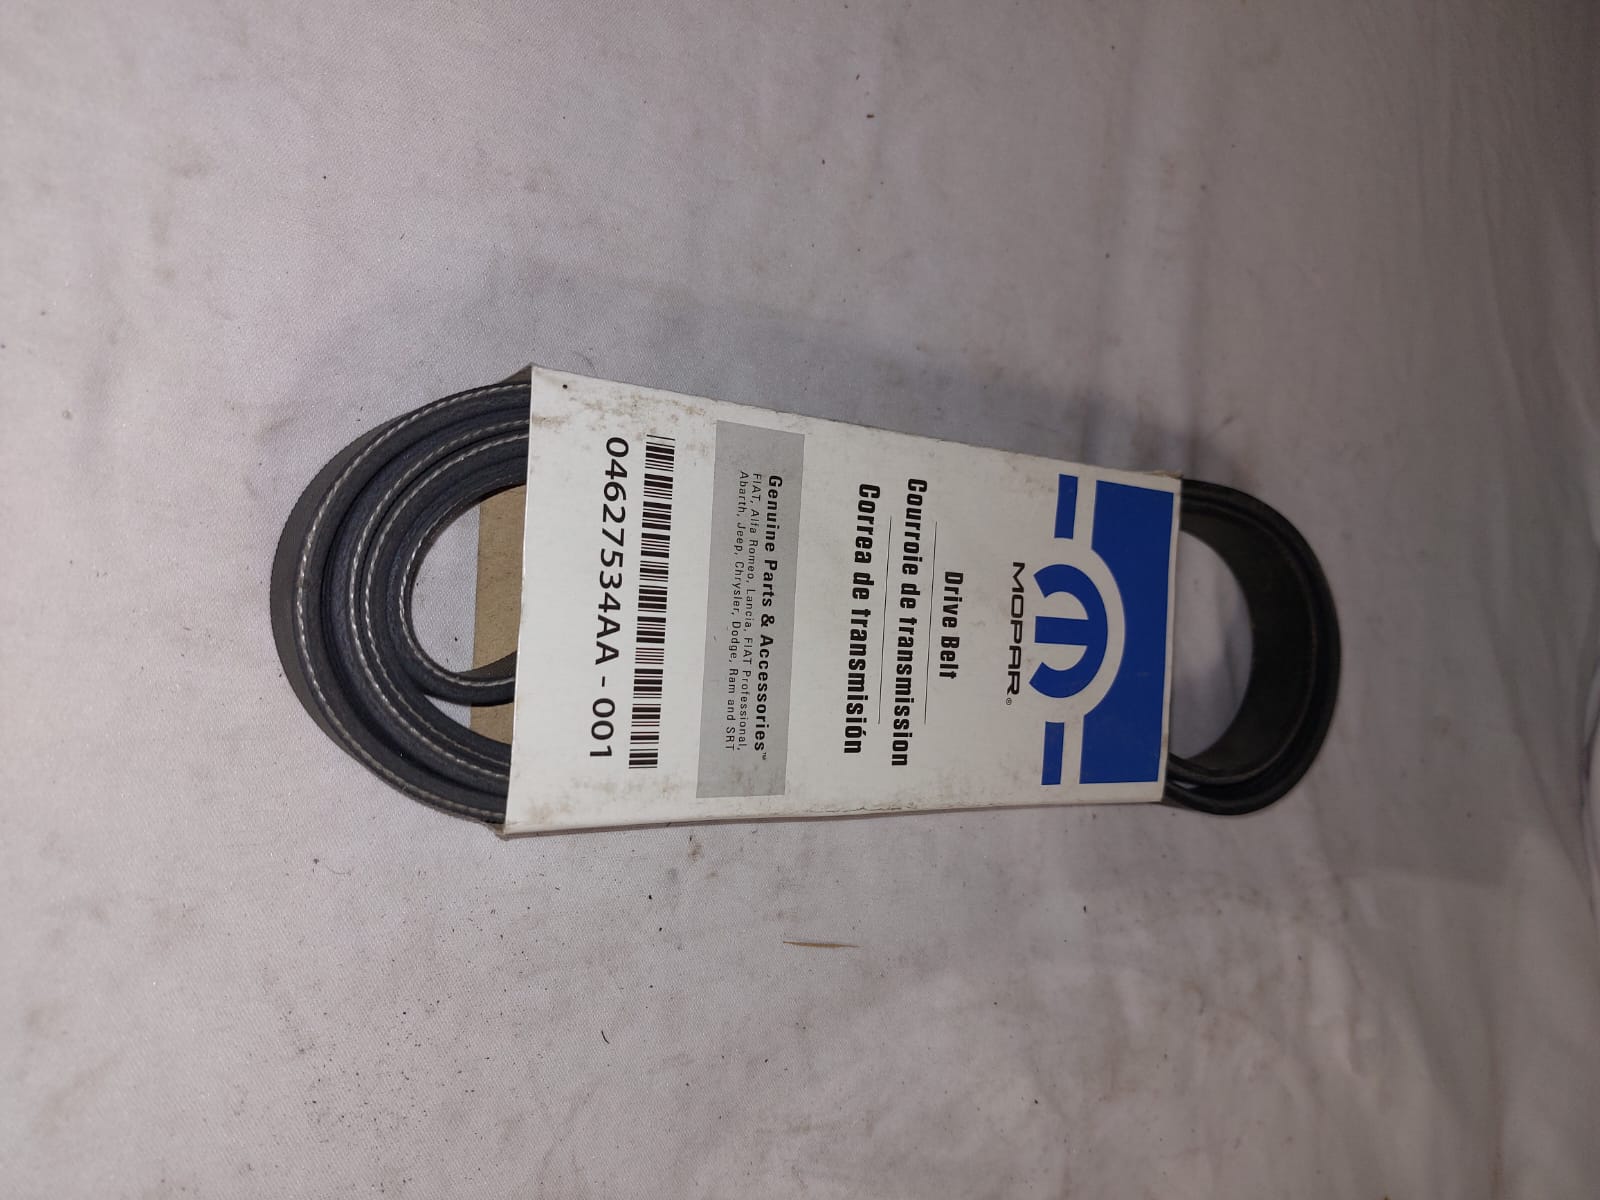 MOPAR®
Drive Belt
Courroie de transmission
Correa de transmisión
Genuine Parts & Accessories™
FIAT, Alfa Romeo, Lancia, FIAT Professional,
Abarth, Jeep, Chrysler, Dodge, Ram and SRT
04627534AA - 001